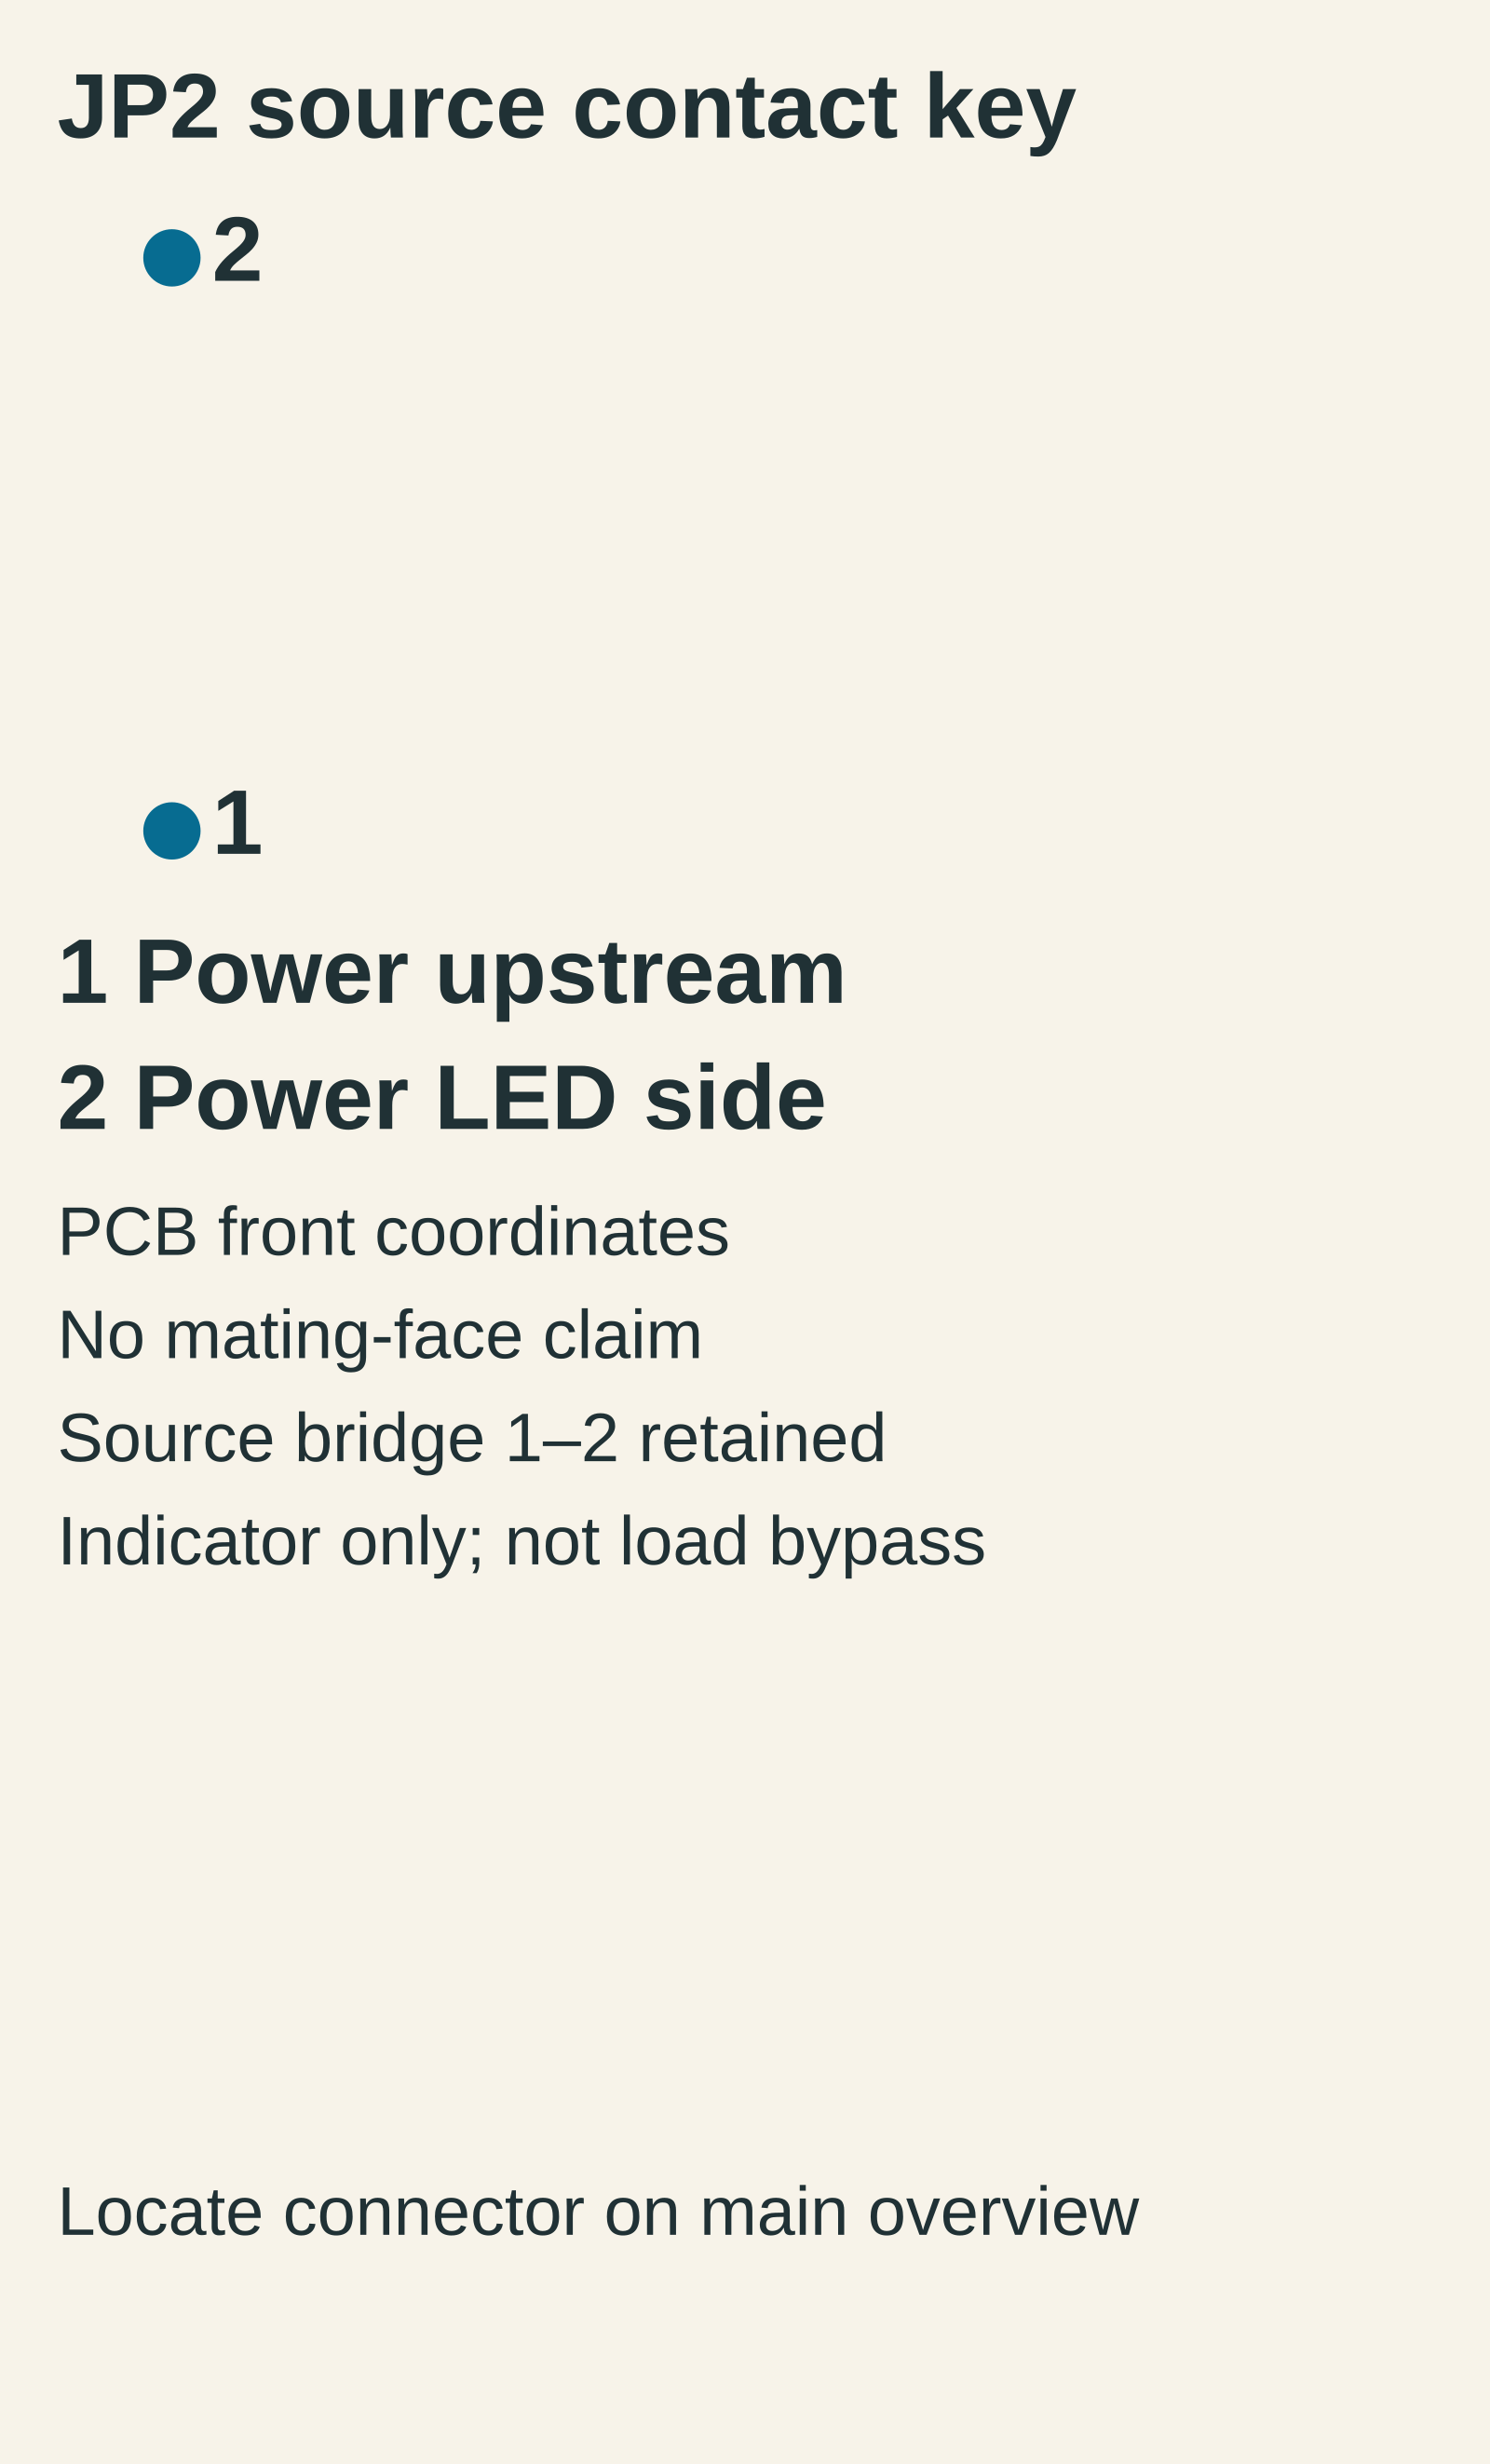 JP2 source contact key
2
1
1 Power upstream
2 Power LED side
PCB front coordinates
No mating-face claim
Source bridge 1–2 retained
Indicator only; not load bypass
Locate connector on main overview